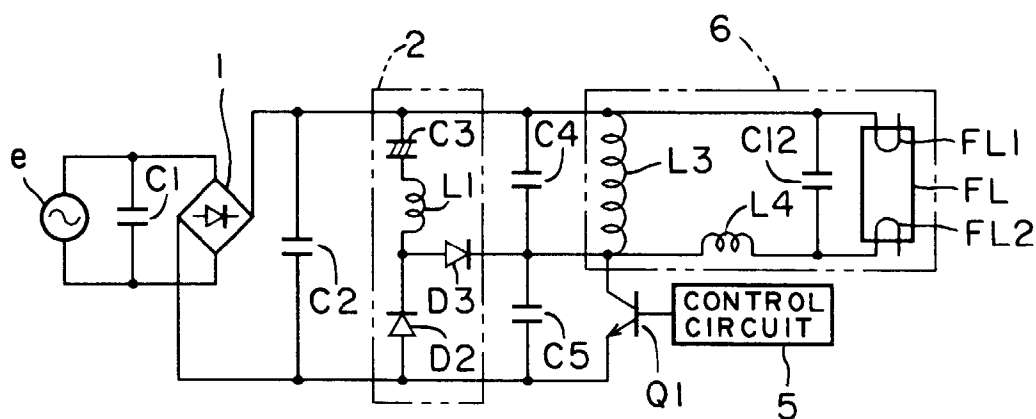 2
6
1
e
C1
C2
C3
L1
D3
D2
C4
C5
L3
L4
C12
FL1
FL
FL2
Q1
CONTROL
CIRCUIT
5